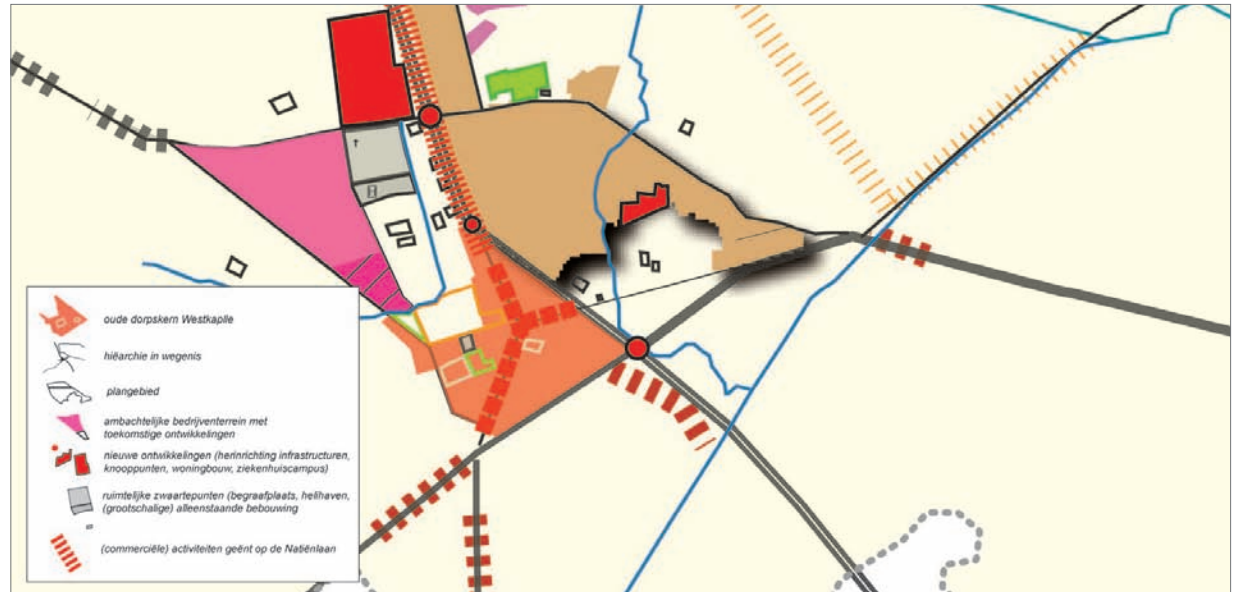 oude dorpskern Westkaplle
hiëarchie in wegenis
plangebied
ambachtelijke bedrijventerrein met
toekomstige ontwikkelingen
nieuwe ontwikkelingen (herinrichting infrastructuren,
knooppunten, woningbouw, ziekenhuiscampus)
ruimtelijke zwaartepunten (begraafplaats, helihaven,
(grootschalige) alleenstaande bebouwing
(commerciële) activiteiten geënt op de Natiënlaan